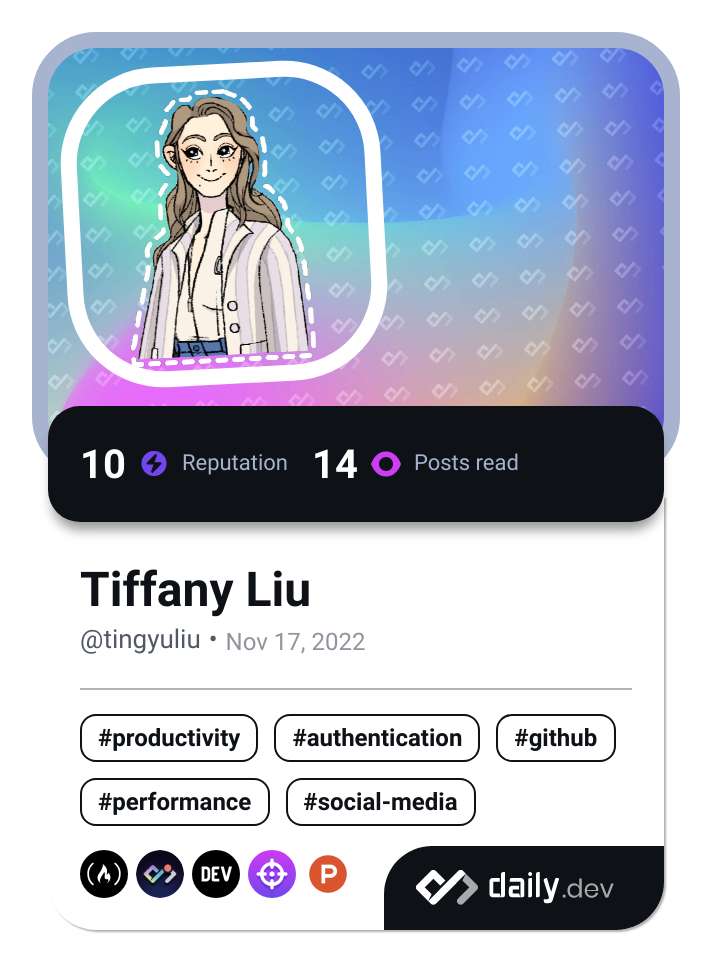 10 Reputation 14 Posts read
Tiffany Liu
@tingyuliu • Nov 17, 2022
#productivity #authentication #github
#performance #social-media
DEV P daily.dev